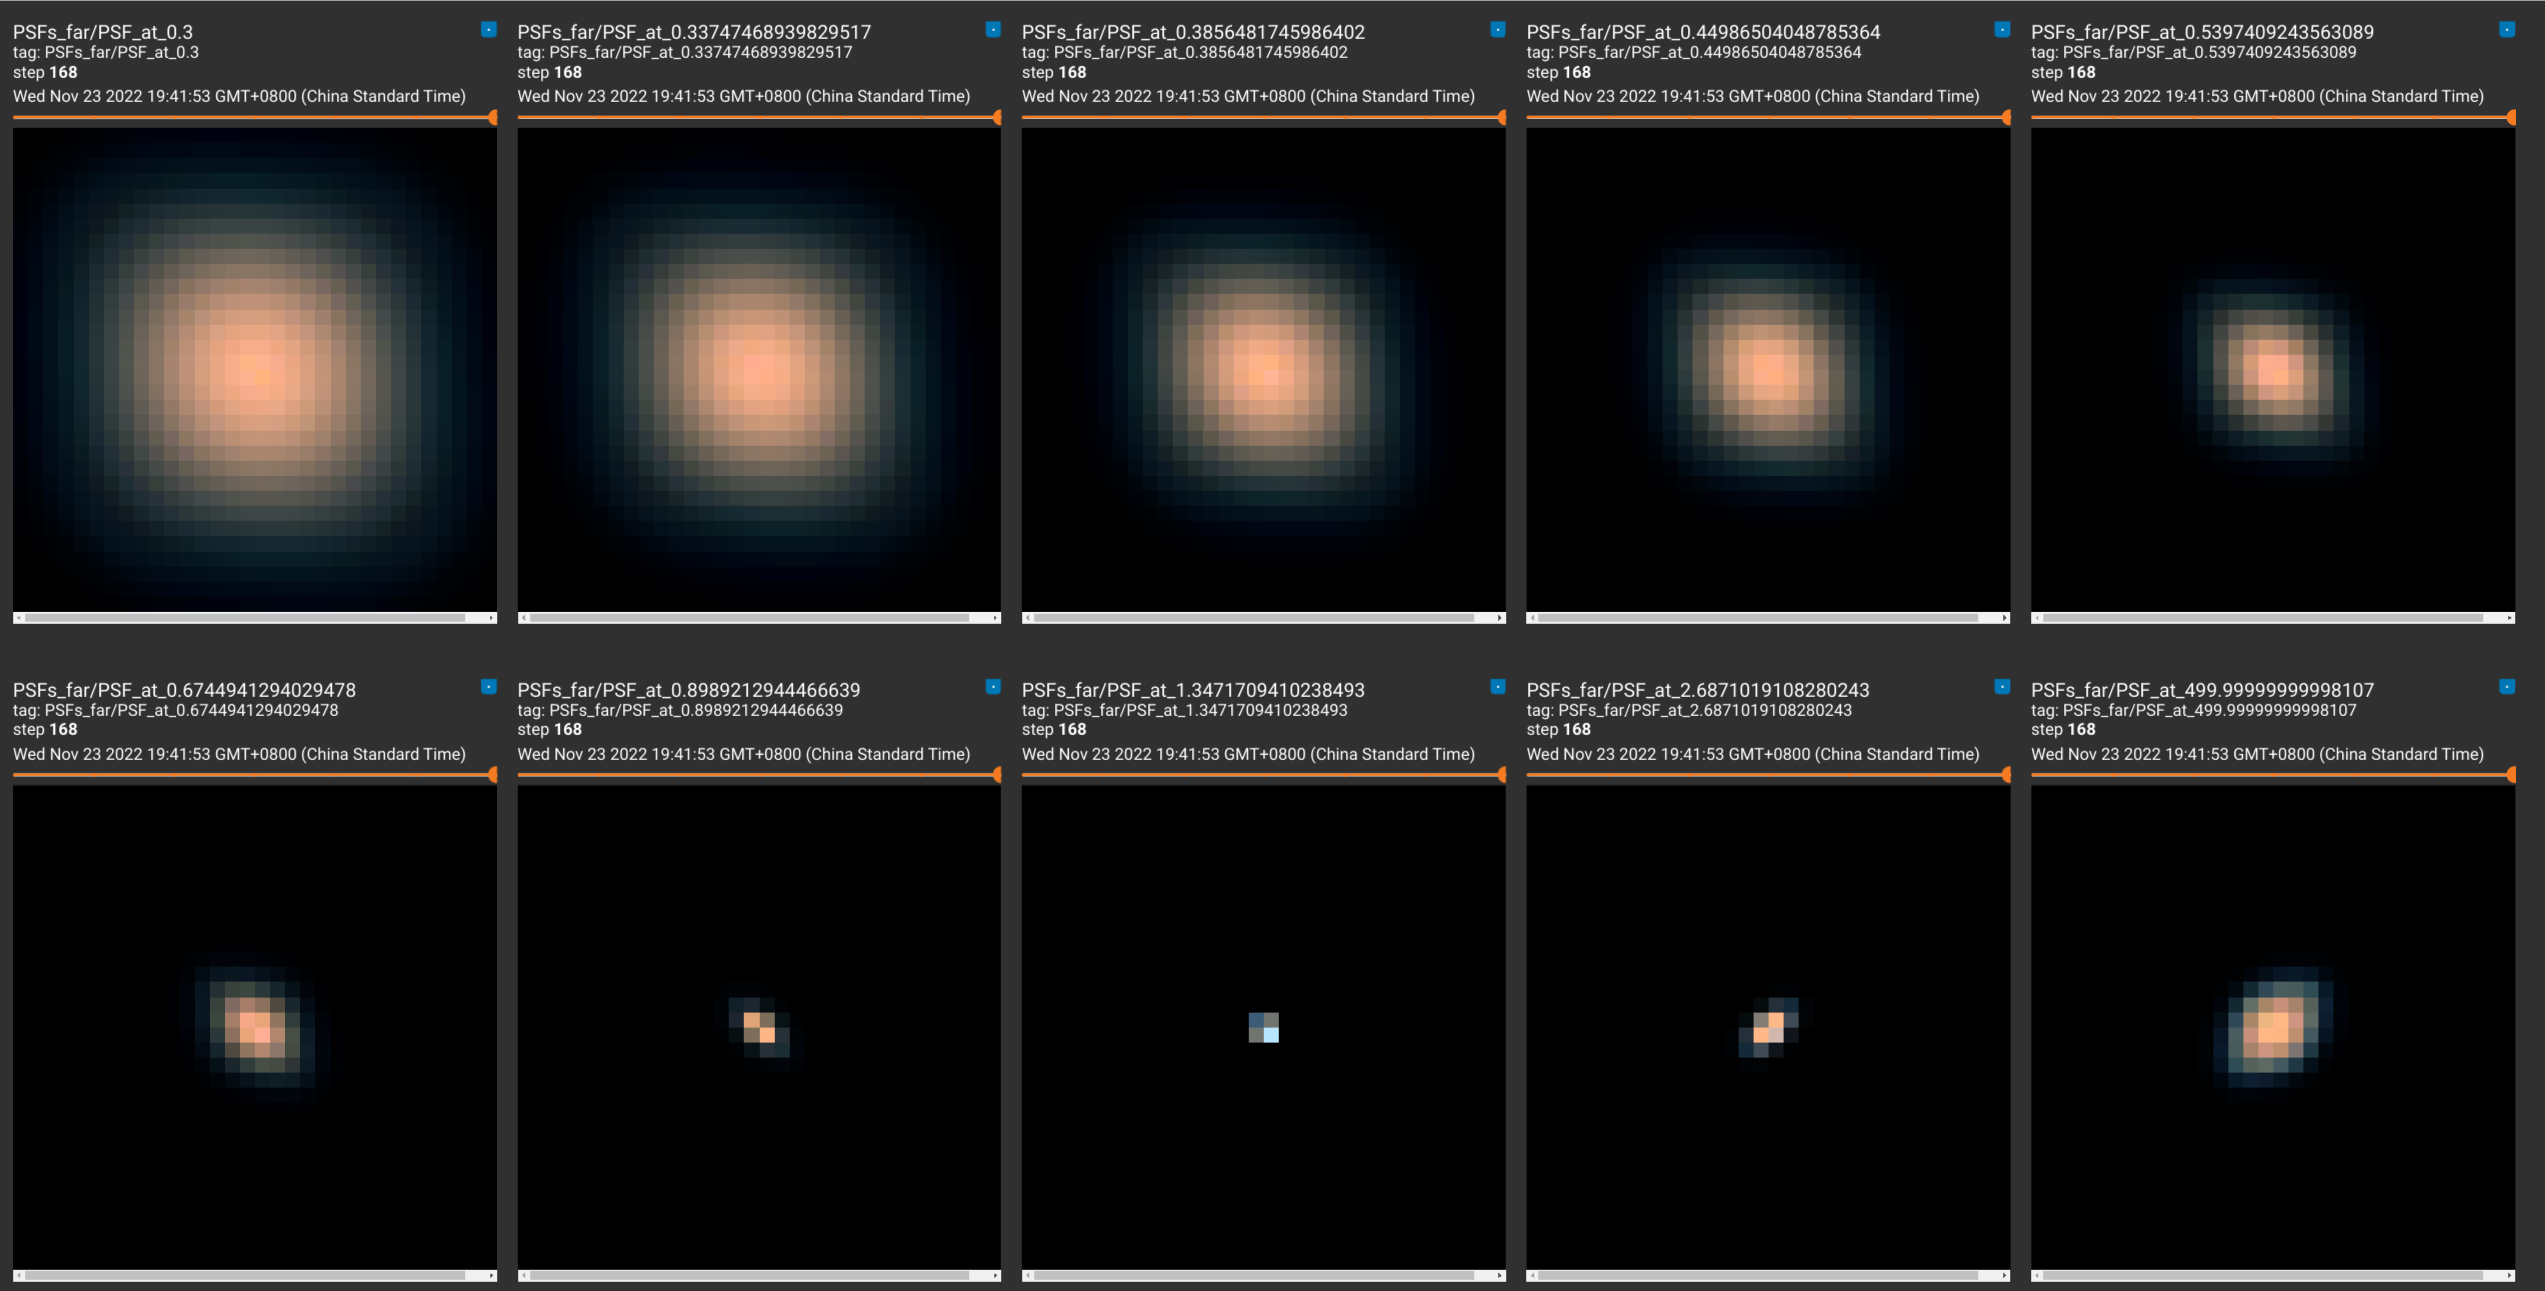 PSFs_far/PSF_at_0.3
tag: PSFs_far/PSF_at_0.3
step 168
Wed Nov 23 2022 19:41:53 GMT+0800 (China Standard Time)
PSFs_far/PSF_at_0.33747468939829517
tag: PSFs_far/PSF_at_0.33747468939829517
step 168
Wed Nov 23 2022 19:41:53 GMT+0800 (China Standard Time)
PSFs_far/PSF_at_0.3856481745986402
tag: PSFs_far/PSF_at_0.3856481745986402
step 168
Wed Nov 23 2022 19:41:53 GMT+0800 (China Standard Time)
PSFs_far/PSF_at_0.44986504048785364
tag: PSFs_far/PSF_at_0.44986504048785364
step 168
Wed Nov 23 2022 19:41:53 GMT+0800 (China Standard Time)
PSFs_far/PSF_at_0.5397409243563089
tag: PSFs_far/PSF_at_0.5397409243563089
step 168
Wed Nov 23 2022 19:41:53 GMT+0800 (China Standard Time)
PSFs_far/PSF_at_0.6744941294029478
tag: PSFs_far/PSF_at_0.6744941294029478
step 168
Wed Nov 23 2022 19:41:53 GMT+0800 (China Standard Time)
PSFs_far/PSF_at_0.8989212944466639
tag: PSFs_far/PSF_at_0.8989212944466639
step 168
Wed Nov 23 2022 19:41:53 GMT+0800 (China Standard Time)
PSFs_far/PSF_at_1.3471709410238493
tag: PSFs_far/PSF_at_1.3471709410238493
step 168
Wed Nov 23 2022 19:41:53 GMT+0800 (China Standard Time)
PSFs_far/PSF_at_2.6871019108280243
tag: PSFs_far/PSF_at_2.6871019108280243
step 168
Wed Nov 23 2022 19:41:53 GMT+0800 (China Standard Time)
PSFs_far/PSF_at_499.99999999998107
tag: PSFs_far/PSF_at_499.99999999998107
step 168
Wed Nov 23 2022 19:41:53 GMT+0800 (China Standard Time)